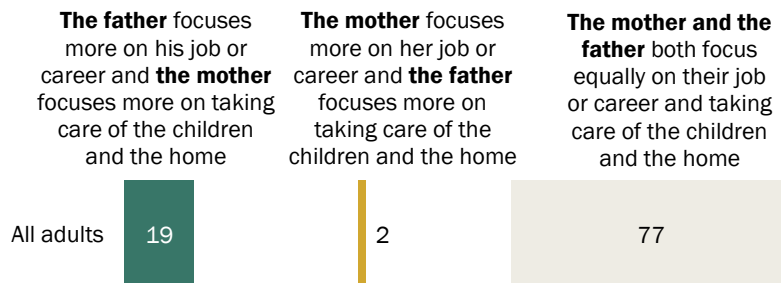 The father focuses
more on his job or
career and the mother
focuses more on taking
care of the children
and the home
The mother focuses
more on her job or
career and the father
focuses more on
taking care of the
children and the home
The mother and the
father both focus
equally on their job
or career and taking
care of the children
and the home
All adults
19
2
77